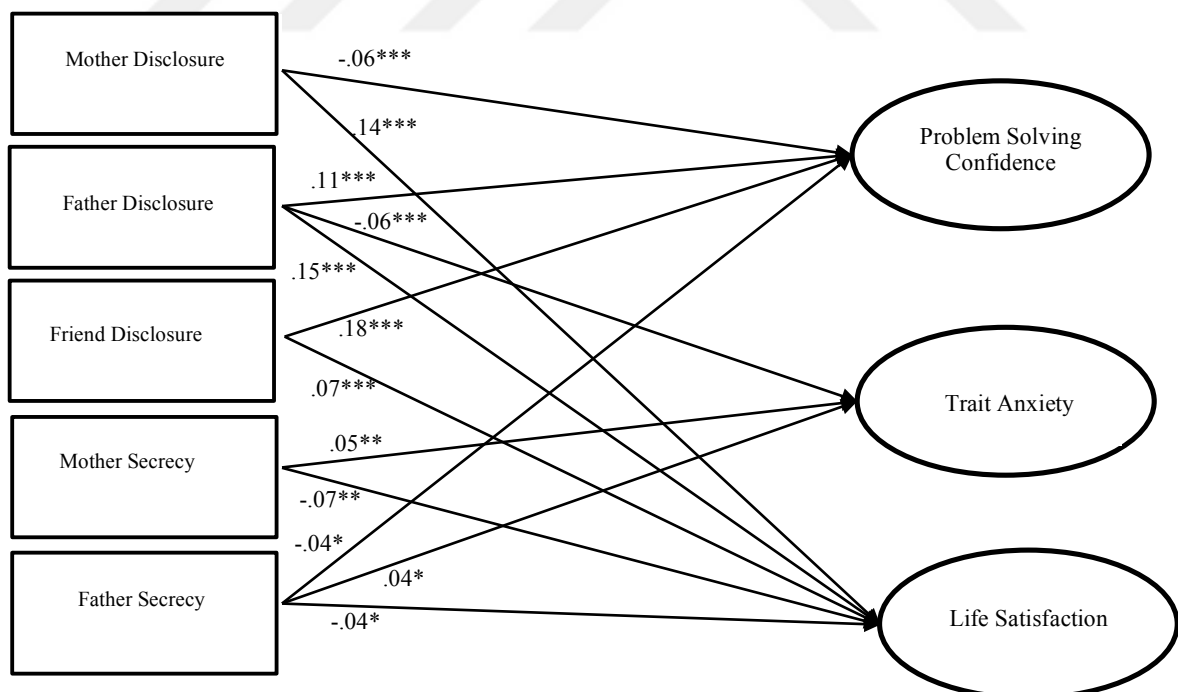 Mother Disclosure
-.06***
.14***
Problem Solving
Confidence
Father Disclosure
.11***
-.06***
.15***
Friend Disclosure
.18***
.07***
Trait Anxiety
Mother Secrecy
.05**
-.07**
-.04*
.04*
Father Secrecy
-.04*
Life Satisfaction